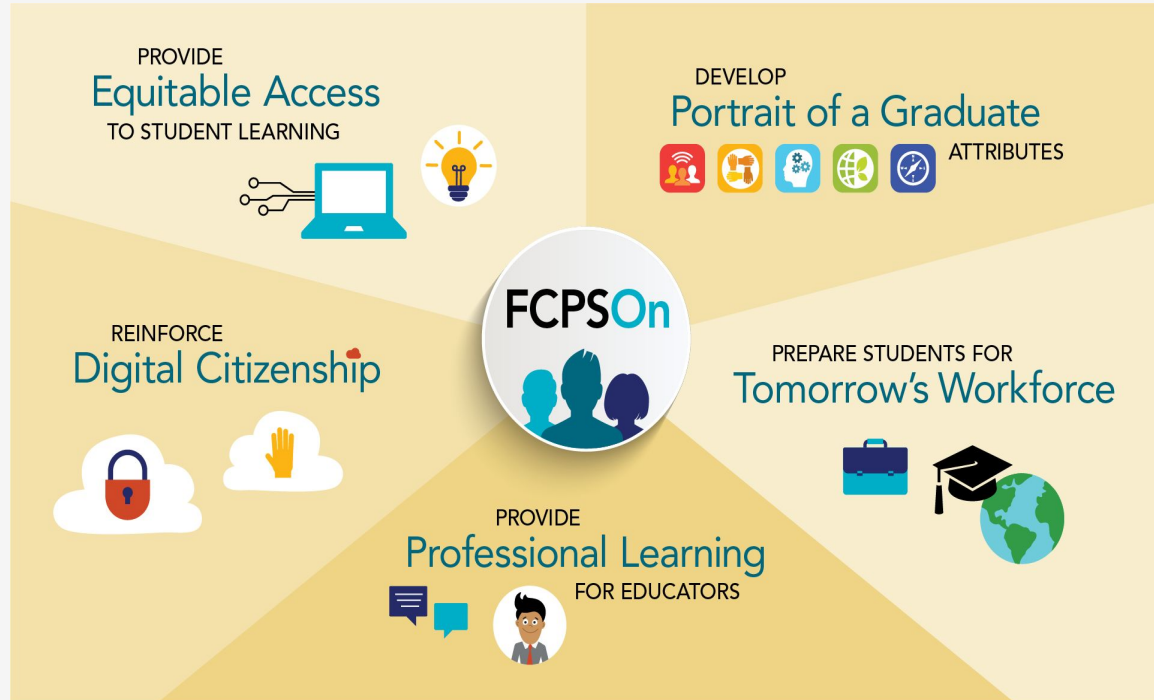 PROVIDE
Equitable Access
TO STUDENT LEARNING
DEVELOP
Portrait of a Graduate
ATTRIBUTES
FCPSOn
REINFORCE
Digital Citizenship
PREPARE STUDENTS FOR
Tomorrow's Workforce
PROVIDE
Professional Learning
FOR EDUCATORS